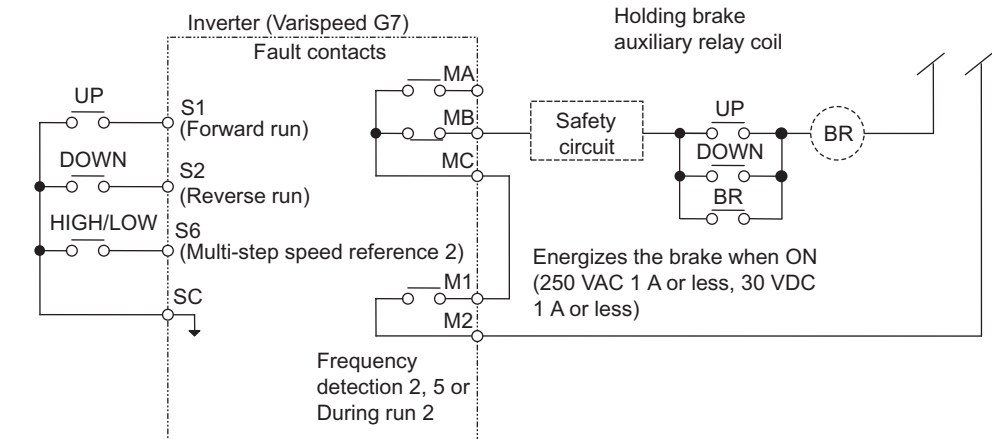 Inverter (Varispeed G7)
Fault contacts
Holding brake
auxiliary relay coil
UP
S1
(Forward run)
DOWN
S2
(Reverse run)
HIGH/LOW
S6
(Multi-step speed reference 2)
SC
MA
MB
MC
M1
M2
Frequency
detection 2, 5 or
During run 2
Safety
circuit
UP
DOWN
BR
BR
Energizes the brake when ON
(250 VAC 1 A or less, 30 VDC
1 A or less)